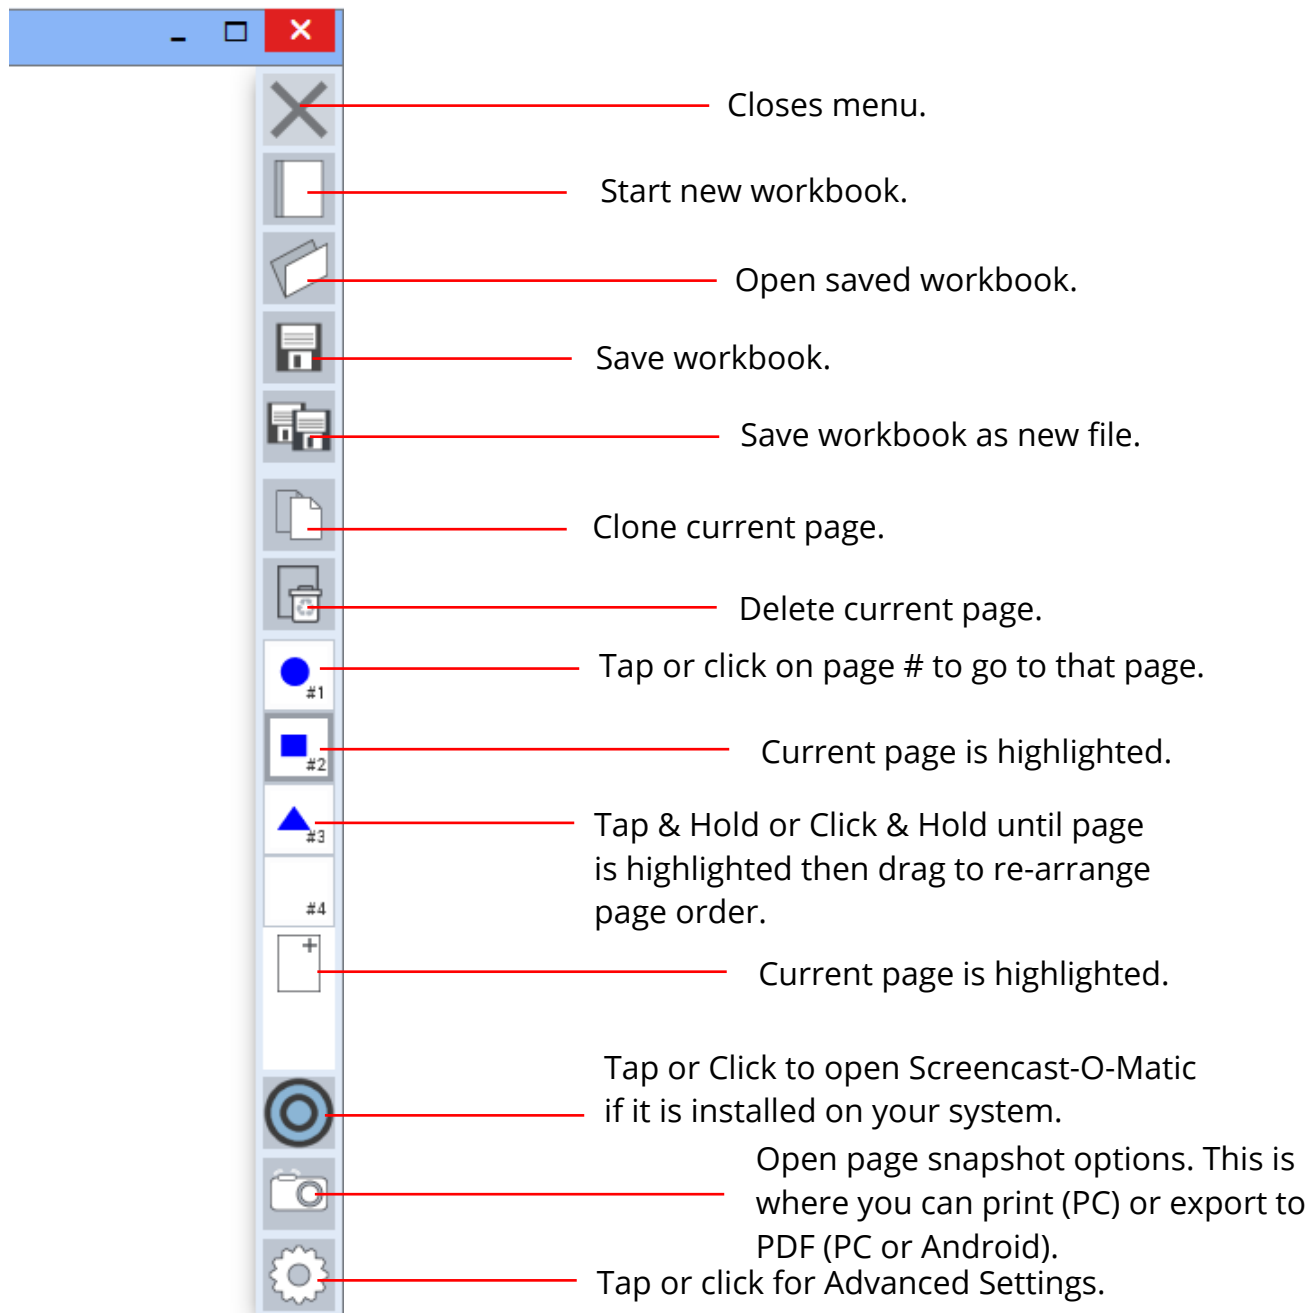 Closes menu.
Start new workbook.
Open saved workbook.
Save workbook.
Save workbook as new file.
Clone current page.
Delete current page.
Tap or click on page # to go to that page.
#1
Current page is highlighted.
#2
Tap & Hold or Click & Hold until page
is highlighted then drag to re-arrange
page order.
#3
#4
Current page is highlighted.
Tap or Click to open Screencast-O-Matic
if it is installed on your system.
Open page snapshot options. This is
where you can print (PC) or export to
PDF (PC or Android).
Tap or click for Advanced Settings.